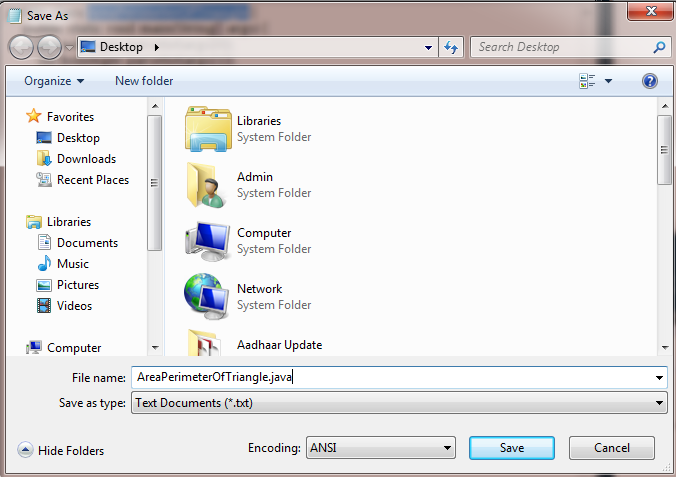 Save As
Desktop
Search Desktop
Organize
New folder
Favorites
Desktop
Downloads
Recent Places
Libraries
Documents
Music
Pictures
Videos
Computer
Libraries
System Folder
Admin
System Folder
Computer
System Folder
Network
System Folder
Aadhaar Update
File name: AreaPerimeterOfTriangle.java
Save as type: Text Documents (*.txt)
Hide Folders
Encoding: ANSI
Save
Cancel